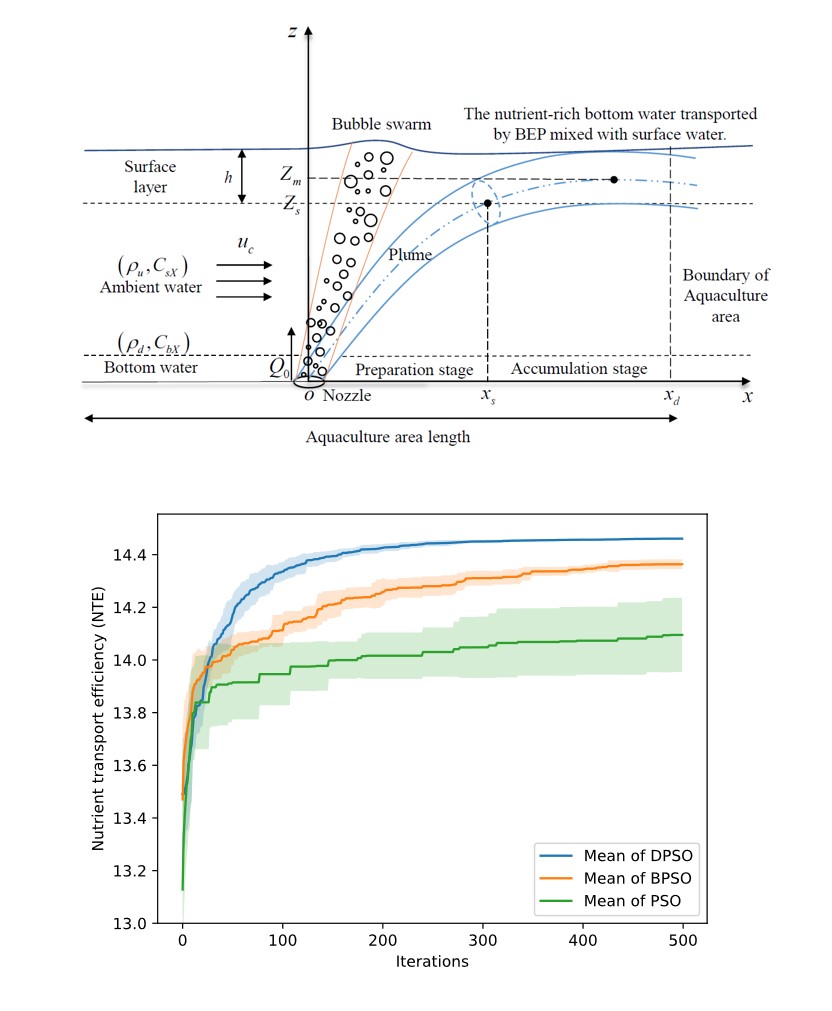 z
The nutrient-rich bottom water transported
by BEP mixed with surface water.
Bubble swarm
Surface
layer
h
Z_m
Z_s
u_c
Plume
(ρ_u, C_sX)
Ambient water
Boundary of
Aquaculture
area
(ρ_d, C_bX)
Bottom water
Q_0
Preparation stage
Accumulation stage
o
Nozzle
x_s
x_d
x
Aquaculture area length
Nutrient transport efficiency (NTE)
14.4
14.2
14.0
13.8
13.6
13.4
13.2
13.0
Mean of DPSO
Mean of BPSO
Mean of PSO
0 100 200 300 400 500
Iterations